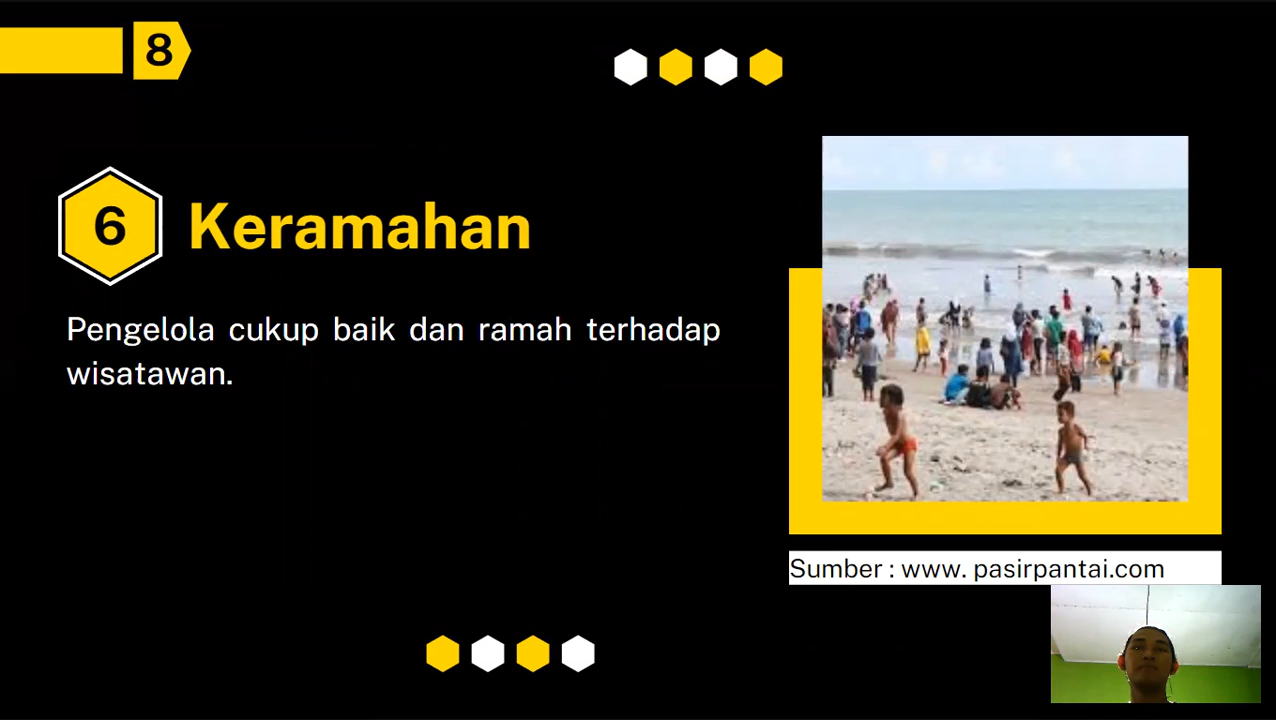 8
6
Keramahan
Pengelola cukup baik dan ramah terhadap
wisatawan.
Sumber : www. pasirpantai.com